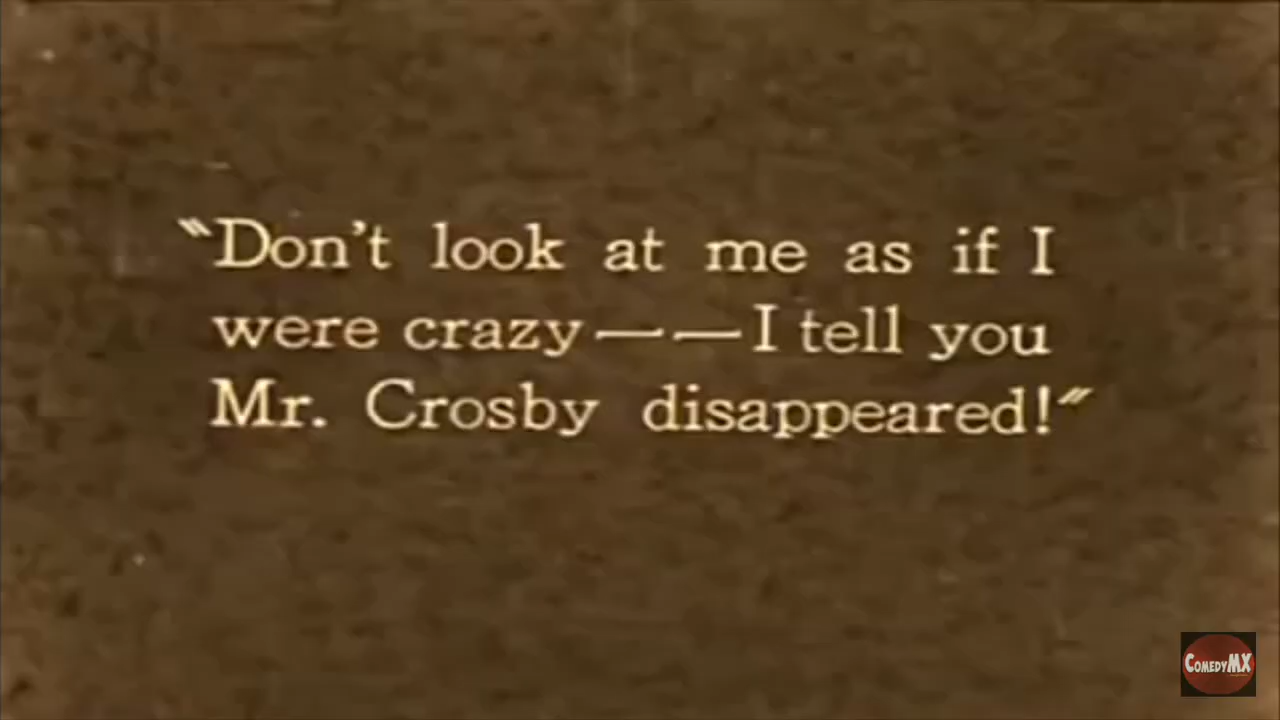 "Don't look at me as if I
were crazy——I tell you
Mr. Crosby disappeared!"
COMEDYMX